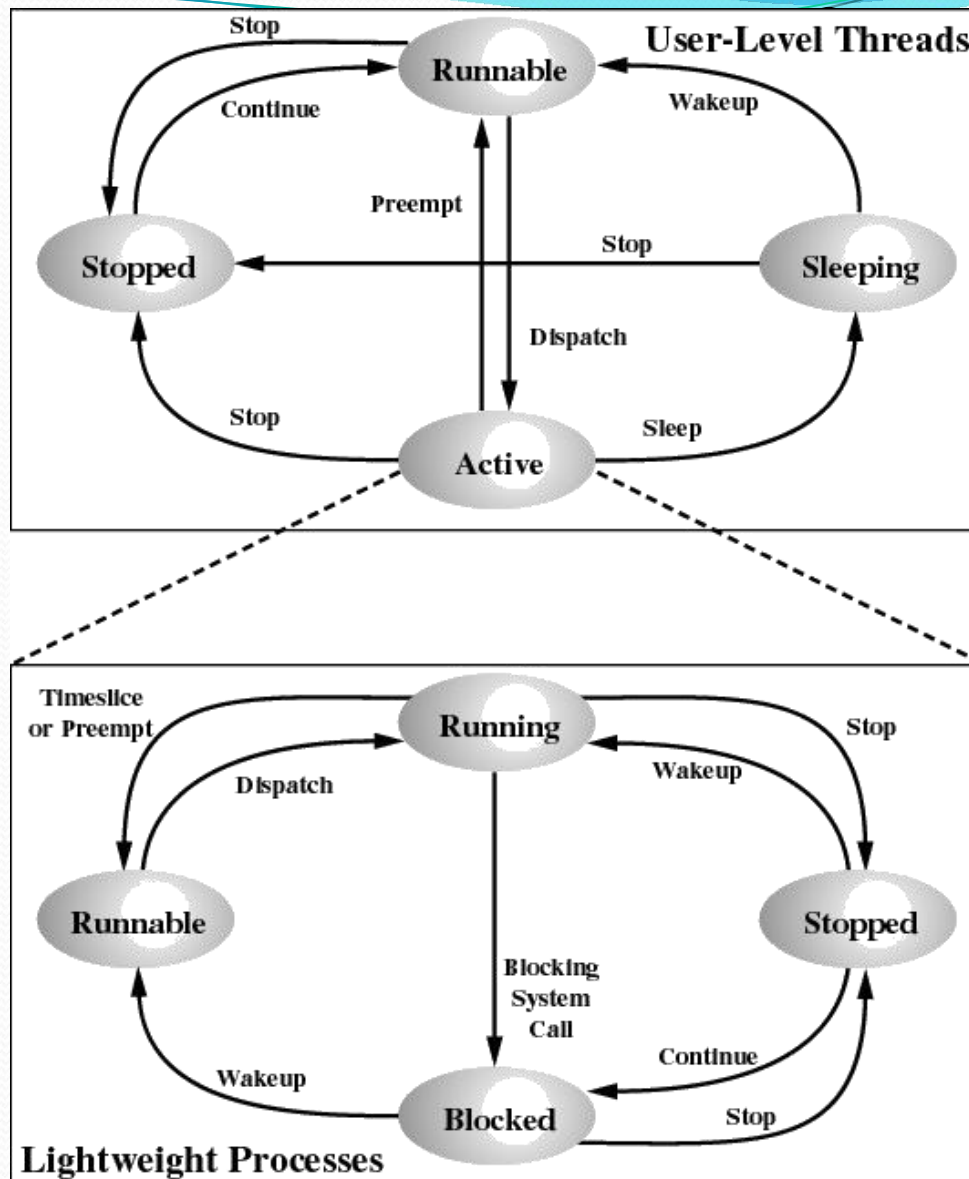 Stop
User-Level Threads
Runnable
Continue
Wakeup
Preempt
Stop
Stopped
Sleeping
Dispatch
Stop
Sleep
Active
Timeslice
or Preempt
Running
Stop
Wakeup
Dispatch
Runnable
Stopped
Blocking
System
Call
Continue
Wakeup
Blocked
Stop
Lightweight Processes